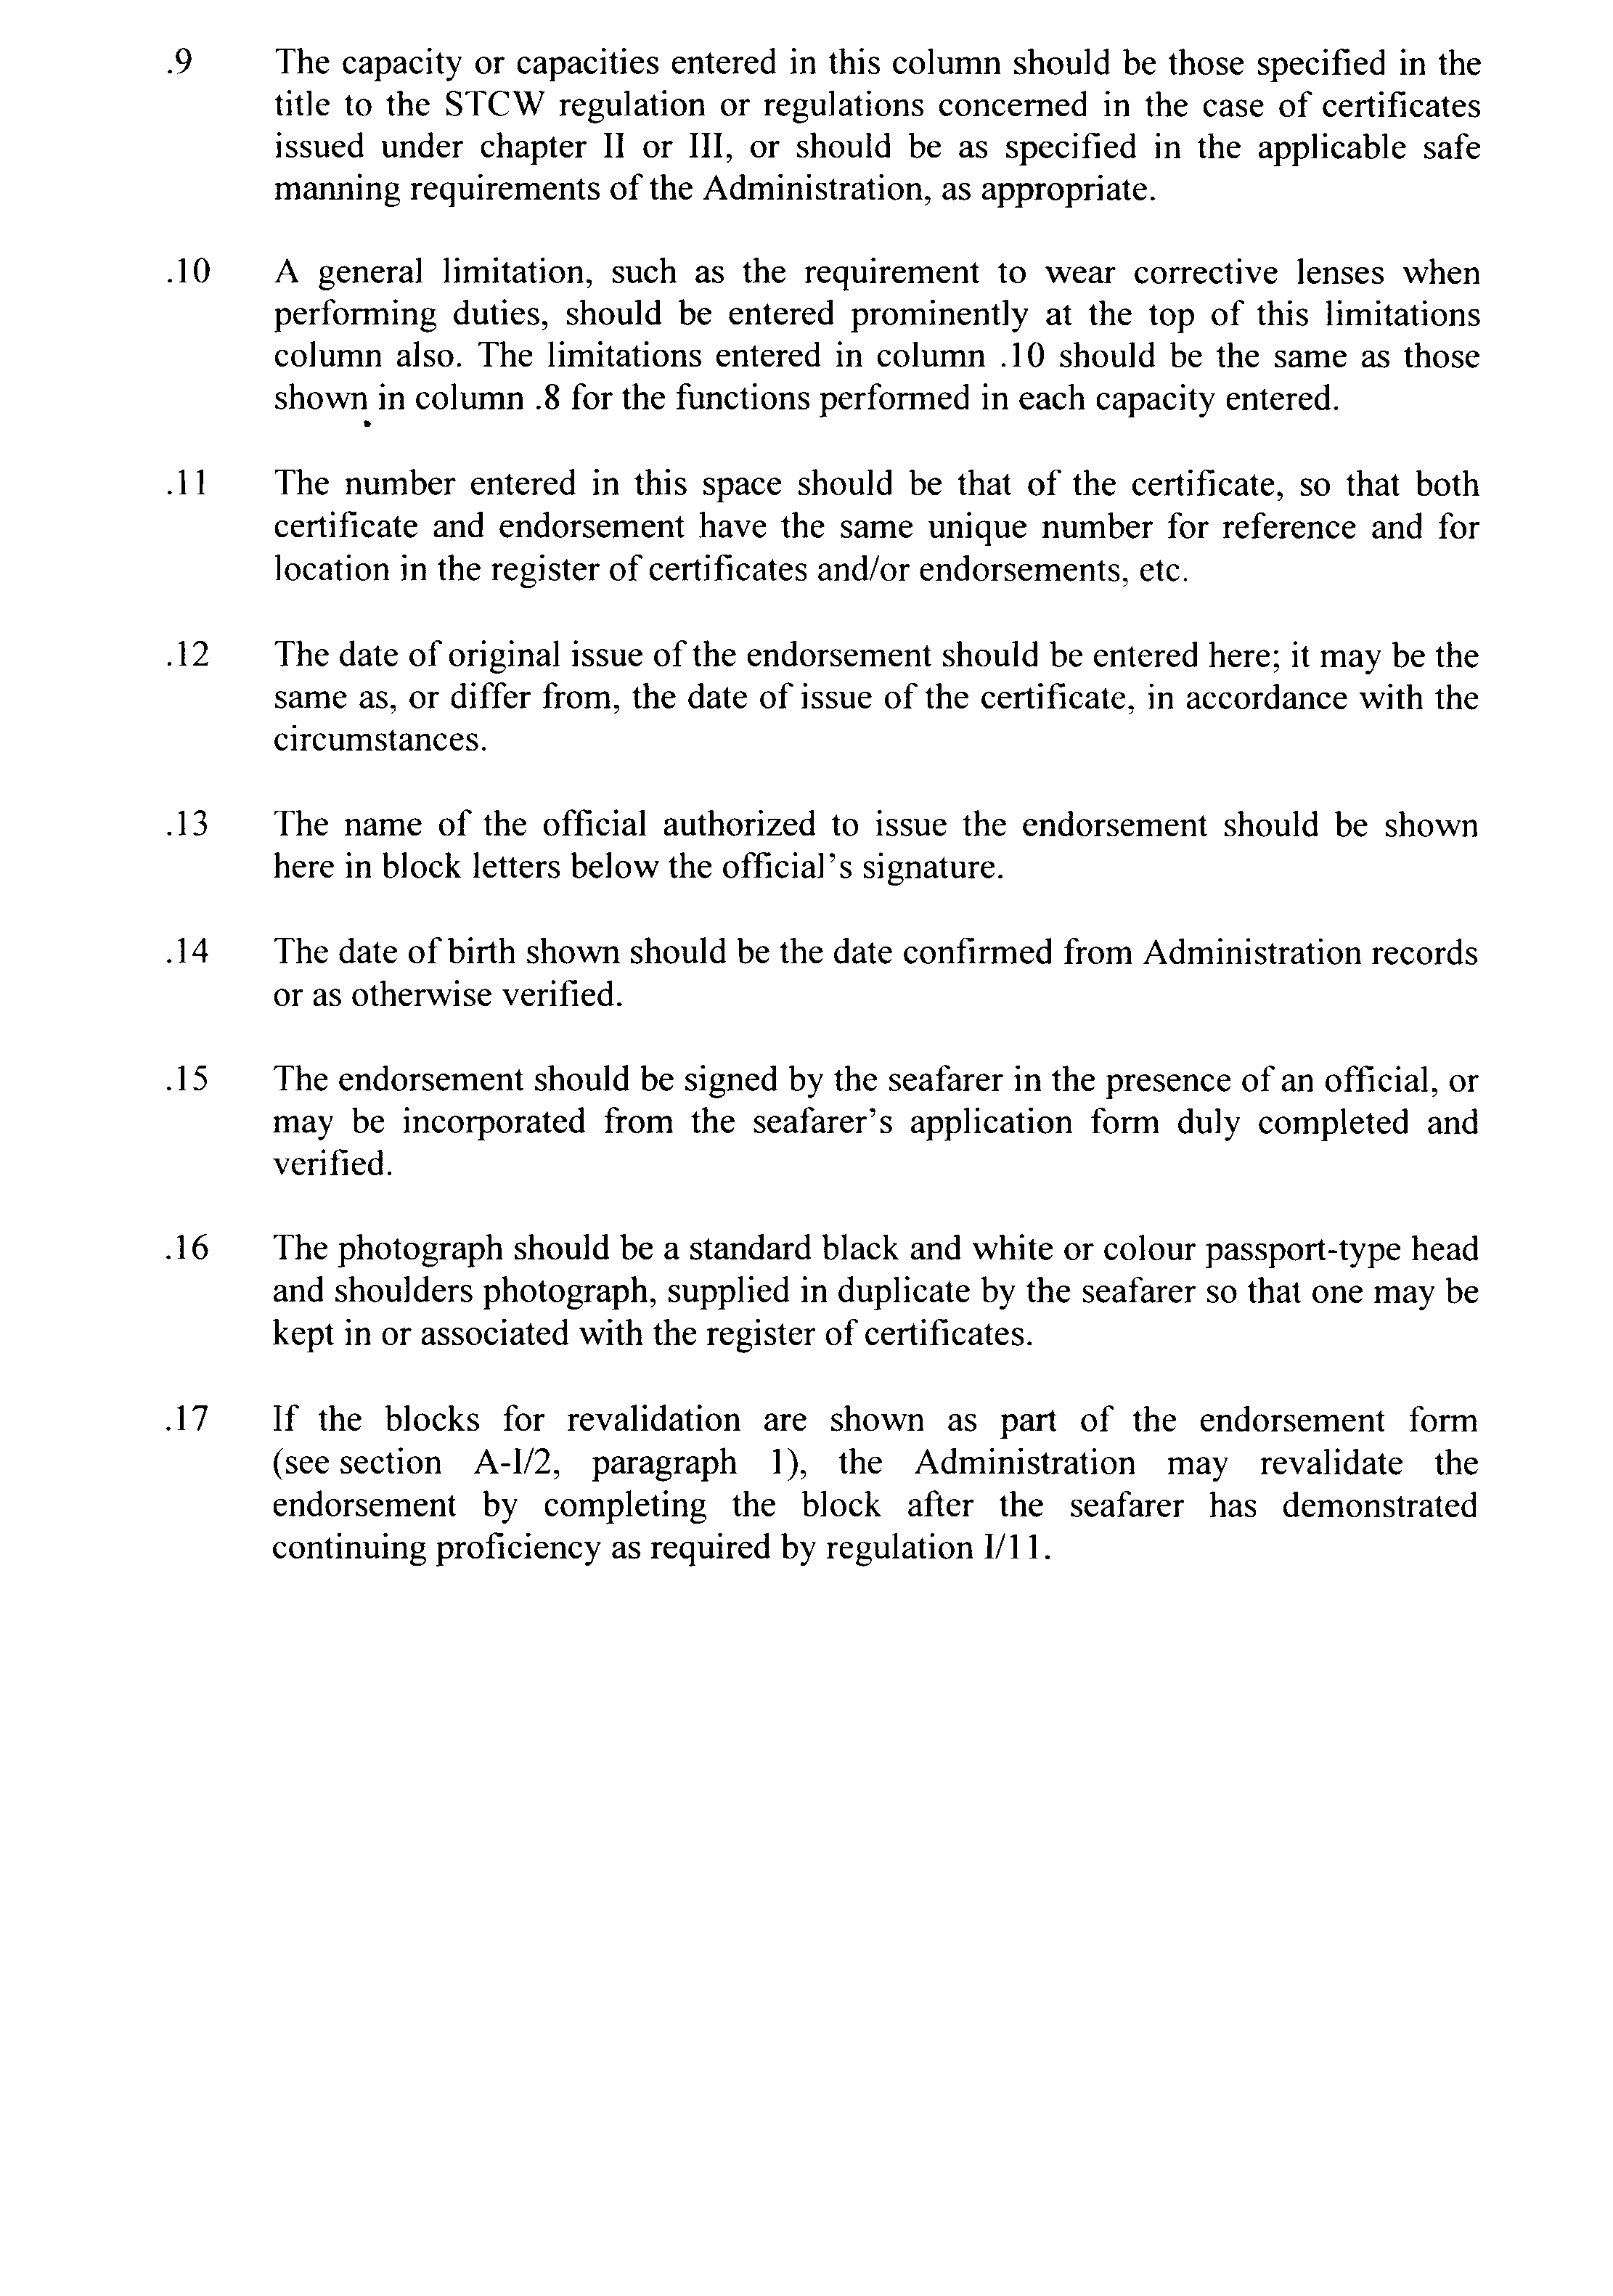 .9 The capacity or capacities entered in this column should be those specified in the
title to the STCW regulation or regulations concerned in the case of certificates
issued under chapter II or III, or should be as specified in the applicable safe
manning requirements of the Administration, as appropriate.
.10 A general limitation, such as the requirement to wear corrective lenses when
performing duties, should be entered prominently at the top of this limitations
column also. The limitations entered in column .10 should be the same as those
shown in column .8 for the functions performed in each capacity entered.
.11 The number entered in this space should be that of the certificate, so that both
certificate and endorsement have the same unique number for reference and for
location in the register of certificates and/or endorsements, etc.
.12 The date of original issue of the endorsement should be entered here; it may be the
same as, or differ from, the date of issue of the certificate, in accordance with the
circumstances.
.13 The name of the official authorized to issue the endorsement should be shown
here in block letters below the official's signature.
.14 The date of birth shown should be the date confirmed from Administration records
or as otherwise verified.
.15 The endorsement should be signed by the seafarer in the presence of an official, or
may be incorporated from the seafarer's application form duly completed and
verified.
.16 The photograph should be a standard black and white or colour passport-type head
and shoulders photograph, supplied in duplicate by the seafarer so that one may be
kept in or associated with the register of certificates.
.17 If the blocks for revalidation are shown as part of the endorsement form
(see section A-I/2, paragraph 1), the Administration may revalidate the
endorsement by completing the block after the seafarer has demonstrated
continuing proficiency as required by regulation I/11.